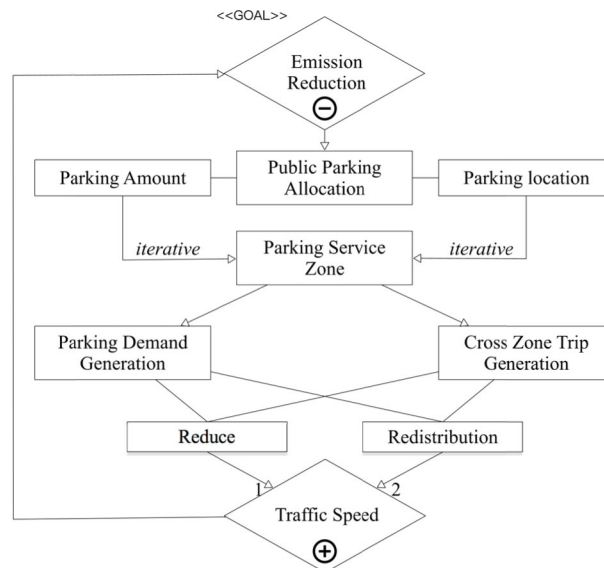 <<GOAL>>
Emission
Reduction
Public Parking
Allocation
Parking Amount
Parking location
iterative
iterative
Parking Service
Zone
Parking Demand
Generation
Cross Zone Trip
Generation
Reduce
Redistribution
1
2
Traffic Speed